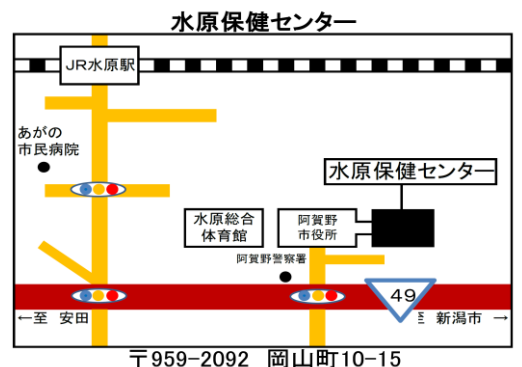 水原保健センター
JR水原駅
あがの
市民病院
水原保健センター
水原総合
体育館
阿賀野
市役所
阿賀野警察署
49
←至 安田
至 新潟市 →
〒959-2092 岡山町10-15